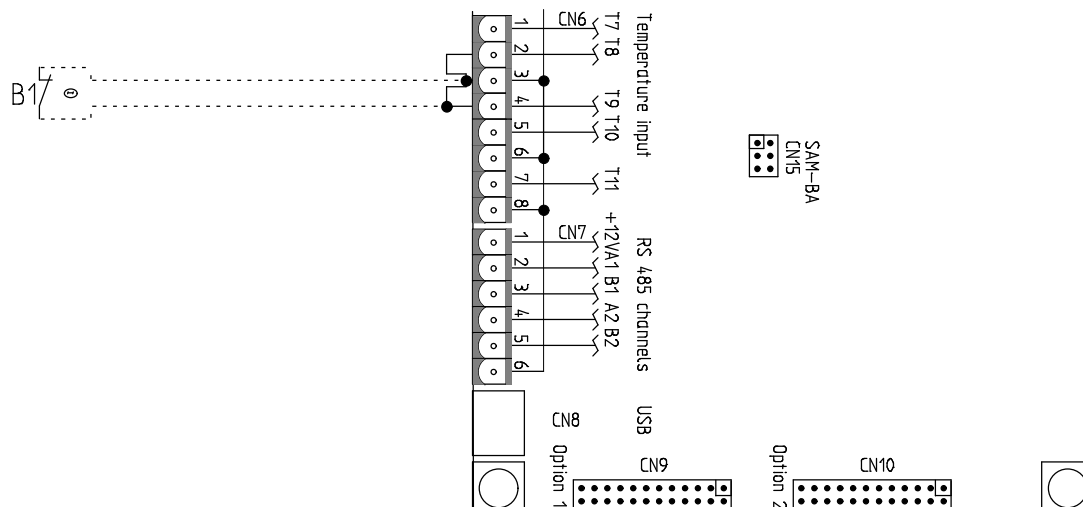 B1
CN6
1
2
3
4
5
6
7
8
T7 T8
T9 T10
T11
Temperature input
CN7
1
2
3
4
5
6
+12V A1 B1 A2 B2
RS 485 channels
SAM-BA
CN15
CN8
USB
Option 1
CN9
Option 2
CN10